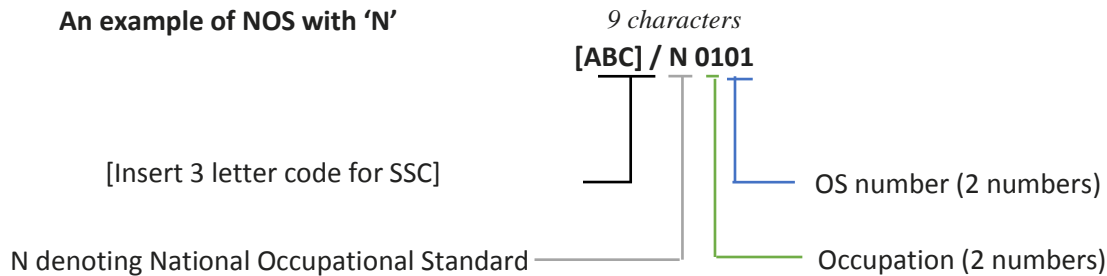 An example of NOS with ‘N’
9 characters
[ABC] / N 0101
[Insert 3 letter code for SSC]
OS number (2 numbers)
N denoting National Occupational Standard
Occupation (2 numbers)